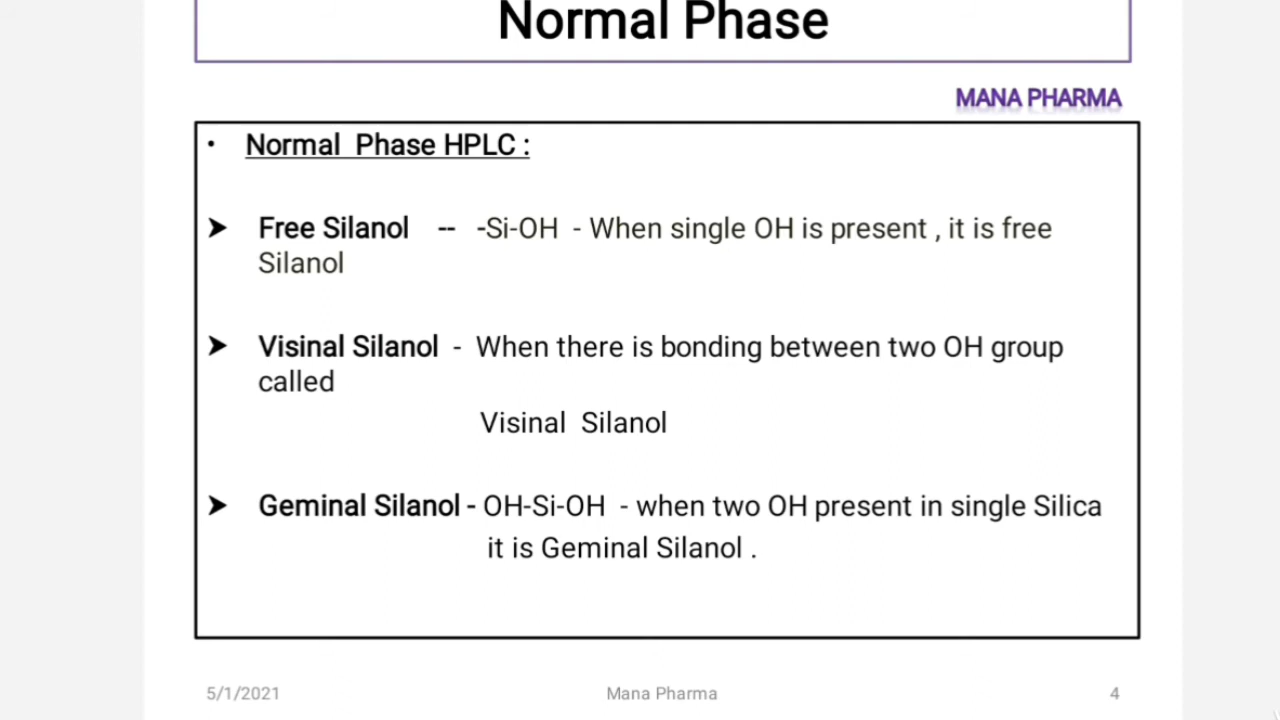 Normal Phase
MANA PHARMA
• Normal Phase HPLC :
➤ Free Silanol -- -Si-OH - When single OH is present , it is free
Silanol
➤ Visinal Silanol - When there is bonding between two OH group
called
Visinal Silanol
➤ Geminal Silanol - OH-Si-OH - when two OH present in single Silica
it is Geminal Silanol .
5/1/2021 Mana Pharma 4